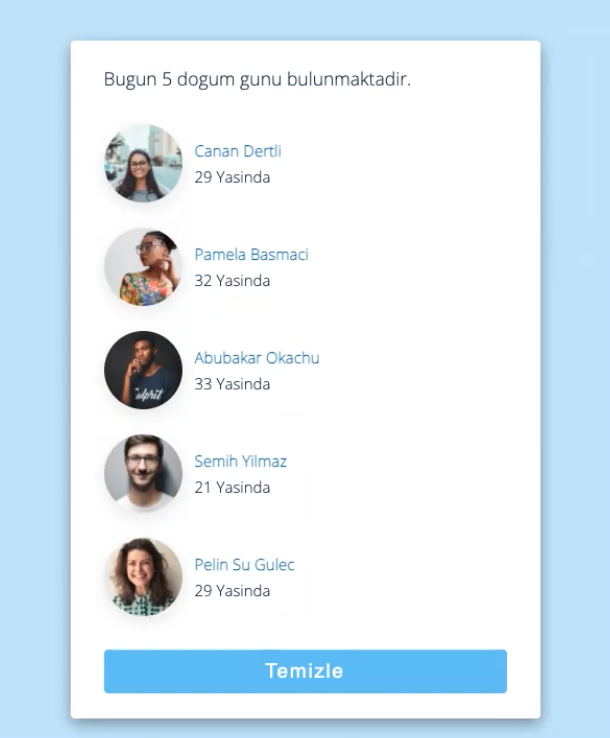 Bugun 5 dogum gunu bulunmaktadir.
Canan Dertli
29 Yasinda
Pamela Basmaci
32 Yasinda
Abubakar Okachu
33 Yasinda
Semih Yilmaz
21 Yasinda
Pelin Su Gulec
29 Yasinda
Temizle